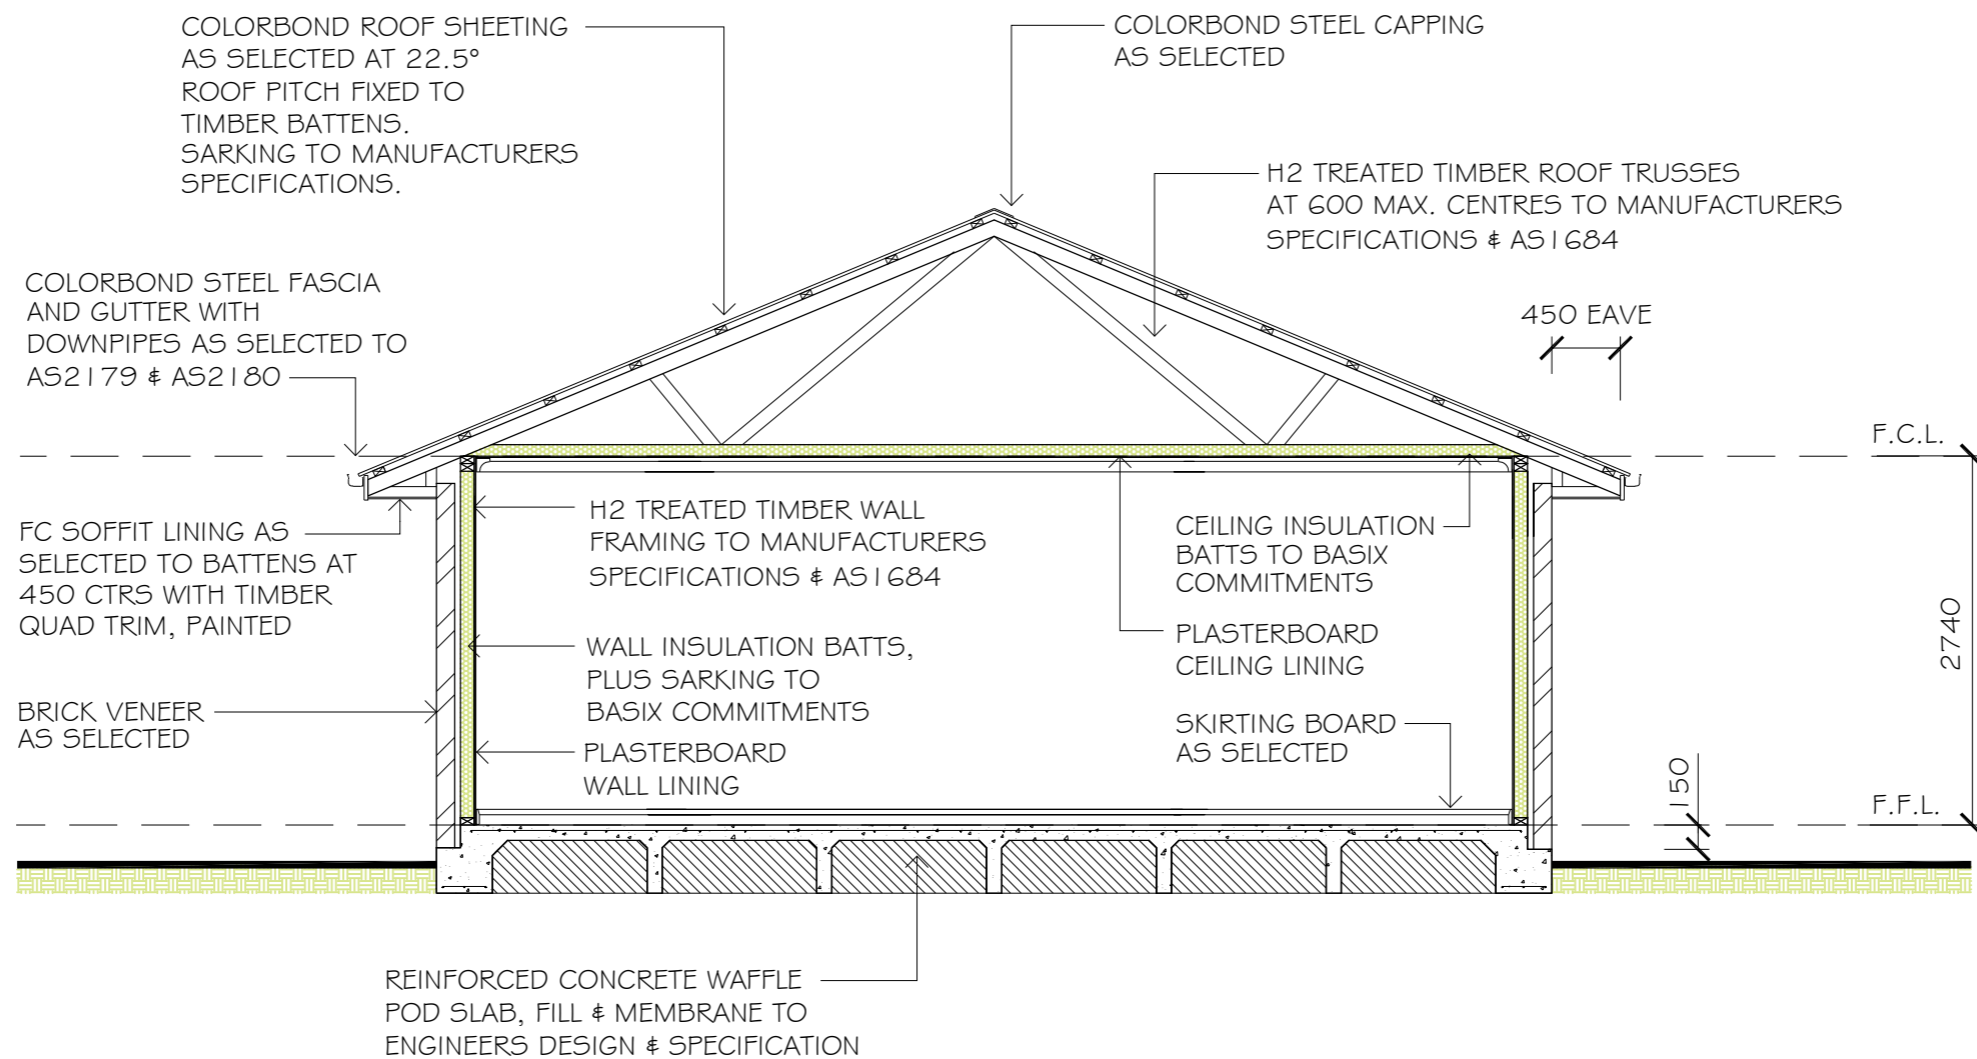 COLORBOND ROOF SHEETING
AS SELECTED AT 22.5°
ROOF PITCH FIXED TO
TIMBER BATTENS.
SARKING TO MANUFACTURERS
SPECIFICATIONS.
COLORBOND STEEL CAPPING
AS SELECTED
H2 TREATED TIMBER ROOF TRUSSES
AT 600 MAX. CENTRES TO MANUFACTURERS
SPECIFICATIONS & AS1684
COLORBOND STEEL FASCIA
AND GUTTER WITH
DOWNPIPES AS SELECTED TO
AS2179 & AS2180
450 EAVE
F.C.L.
FC SOFFIT LINING AS
SELECTED TO BATTENS AT
450 CTRS WITH TIMBER
QUAD TRIM, PAINTED
H2 TREATED TIMBER WALL
FRAMING TO MANUFACTURERS
SPECIFICATIONS & AS1684
CEILING INSULATION
BATTS TO BASIX
COMMITMENTS
WALL INSULATION BATTS,
PLUS SARKING TO
BASIX COMMITMENTS
PLASTERBOARD
CEILING LINING
2740
BRICK VENEER
AS SELECTED
PLASTERBOARD
WALL LINING
SKIRTING BOARD
AS SELECTED
150
F.F.L.
REINFORCED CONCRETE WAFFLE
POD SLAB, FILL & MEMBRANE TO
ENGINEERS DESIGN & SPECIFICATION